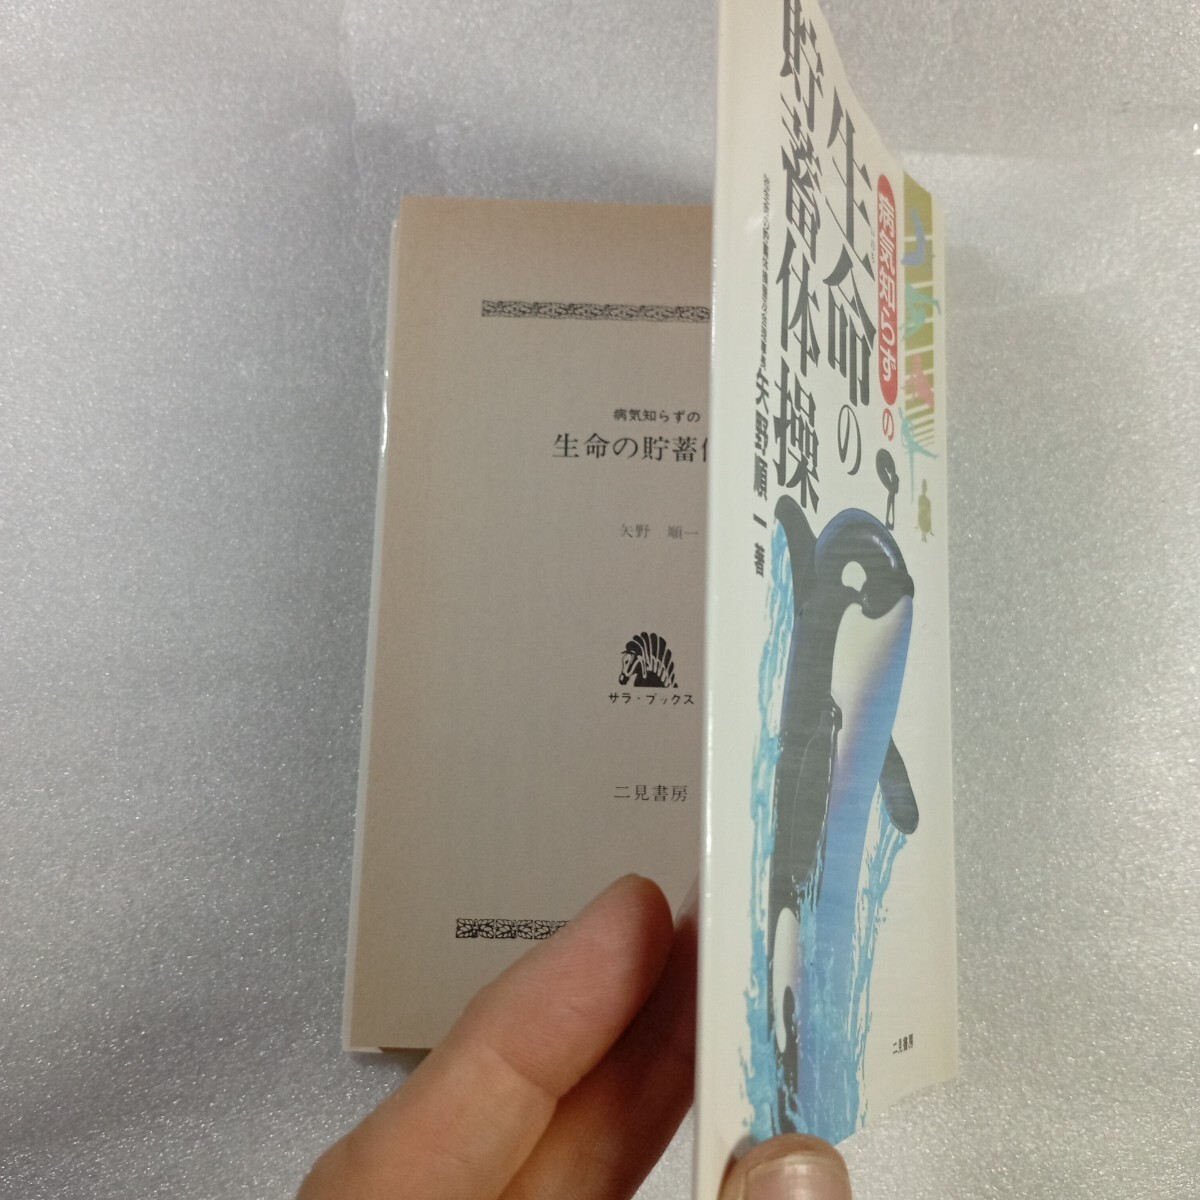 病気知らずの
生命の
貯蓄体操
矢野順一著
二見書房
病気知らずの
生命の貯蓄
矢野 順一
サラ・ブックス
二見書房